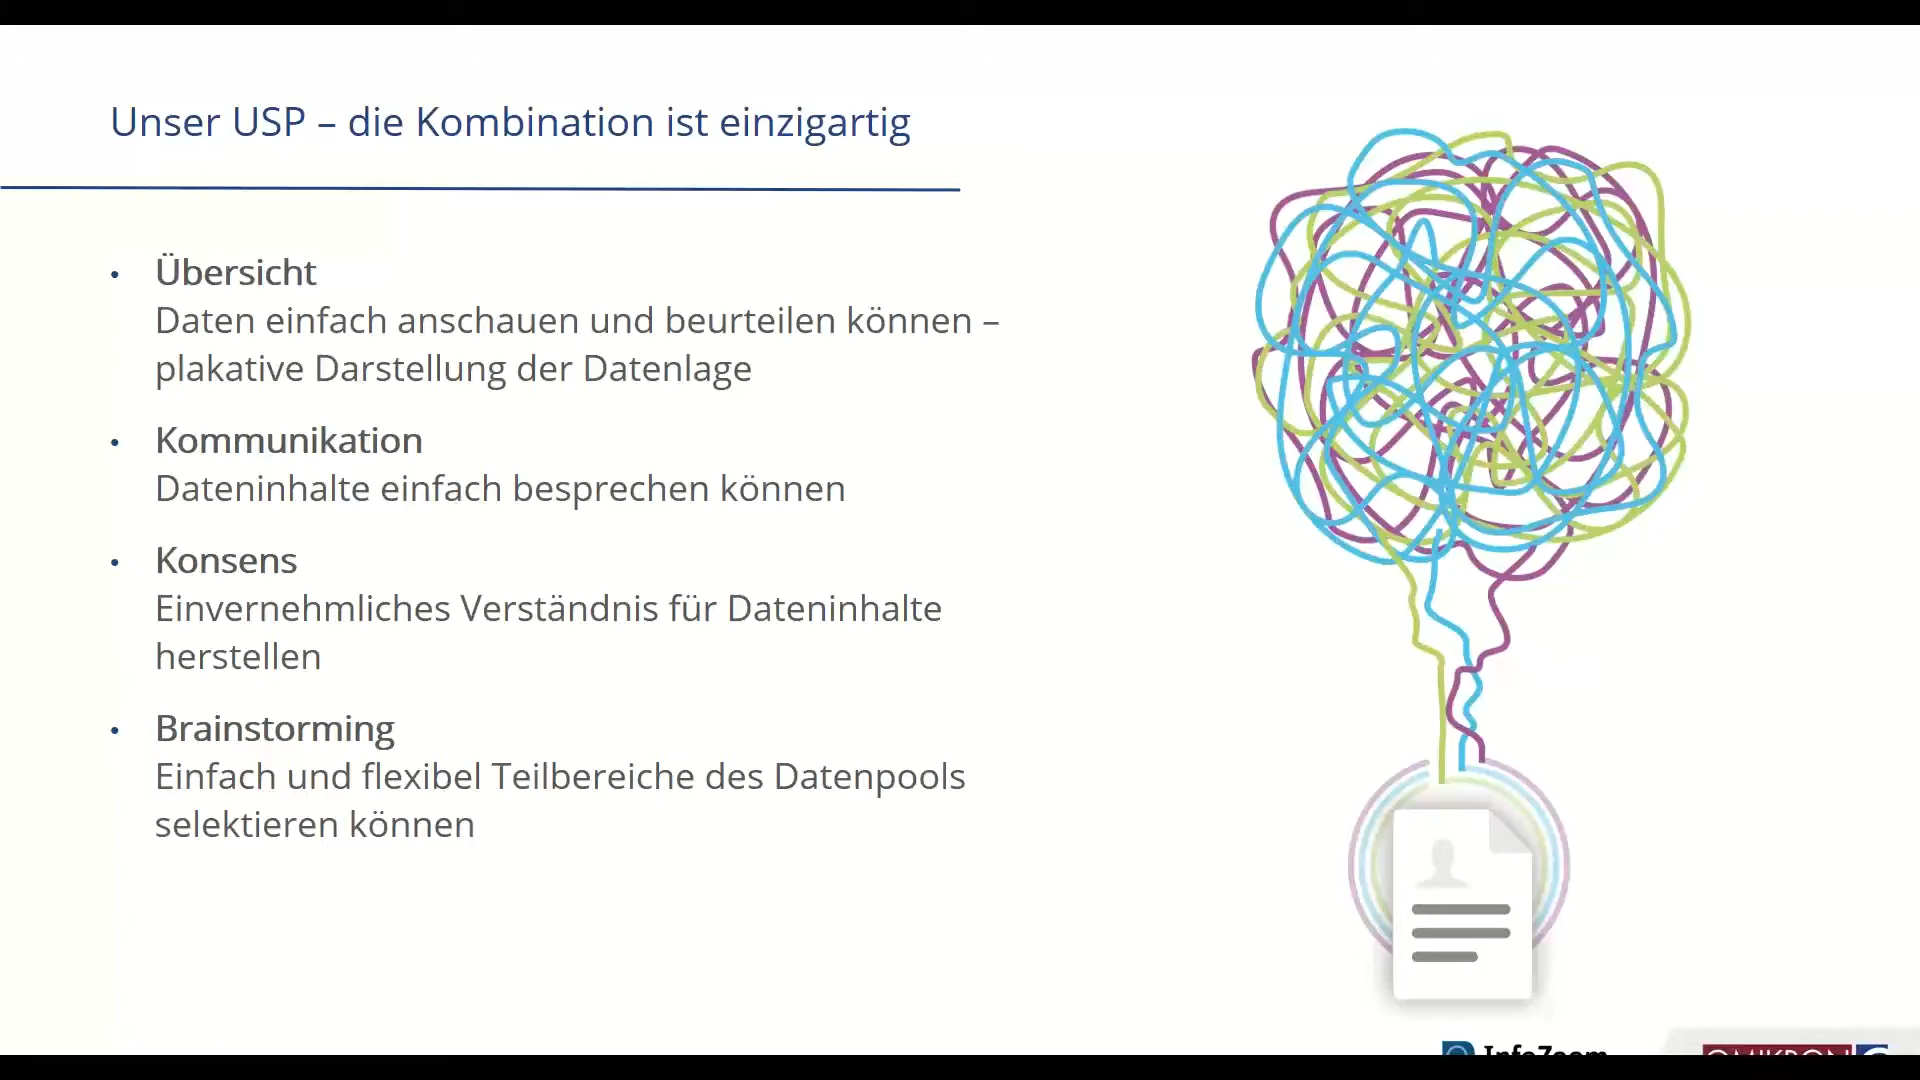 Unser USP – die Kombination ist einzigartig
• Übersicht
Daten einfach anschauen und beurteilen können –
plakative Darstellung der Datenlage
• Kommunikation
Dateninhalte einfach besprechen können
• Konsens
Einvernehmliches Verständnis für Dateninhalte
herstellen
• Brainstorming
Einfach und flexibel Teilbereiche des Datenpools
selektieren können
InfoZoom
OMIKRON